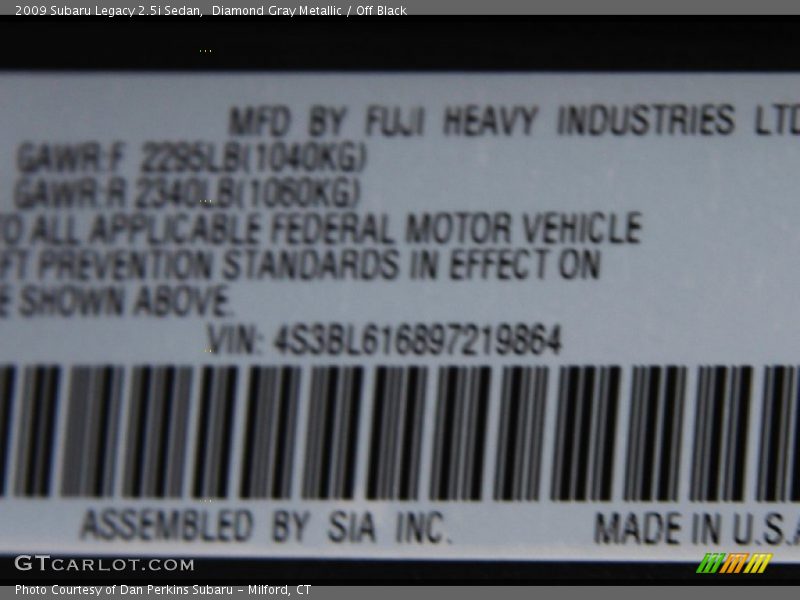 2009 Subaru Legacy 2.5i Sedan,  Diamond Gray Metallic / Off Black
MFD BY FUJI HEAVY INDUSTRIES LTD
GAWR:F 2295LB(1040KG)
GAWR:R 2340LB(1060KG)
TO ALL APPLICABLE FEDERAL MOTOR VEHICLE
FT PREVENTION STANDARDS IN EFFECT ON
E SHOWN ABOVE.
VIN: 4S3BL616897219864
ASSEMBLED BY SIA INC.
MADE IN U.S.A
GTCARLOT.COM
Photo Courtesy of Dan Perkins Subaru - Milford, CT